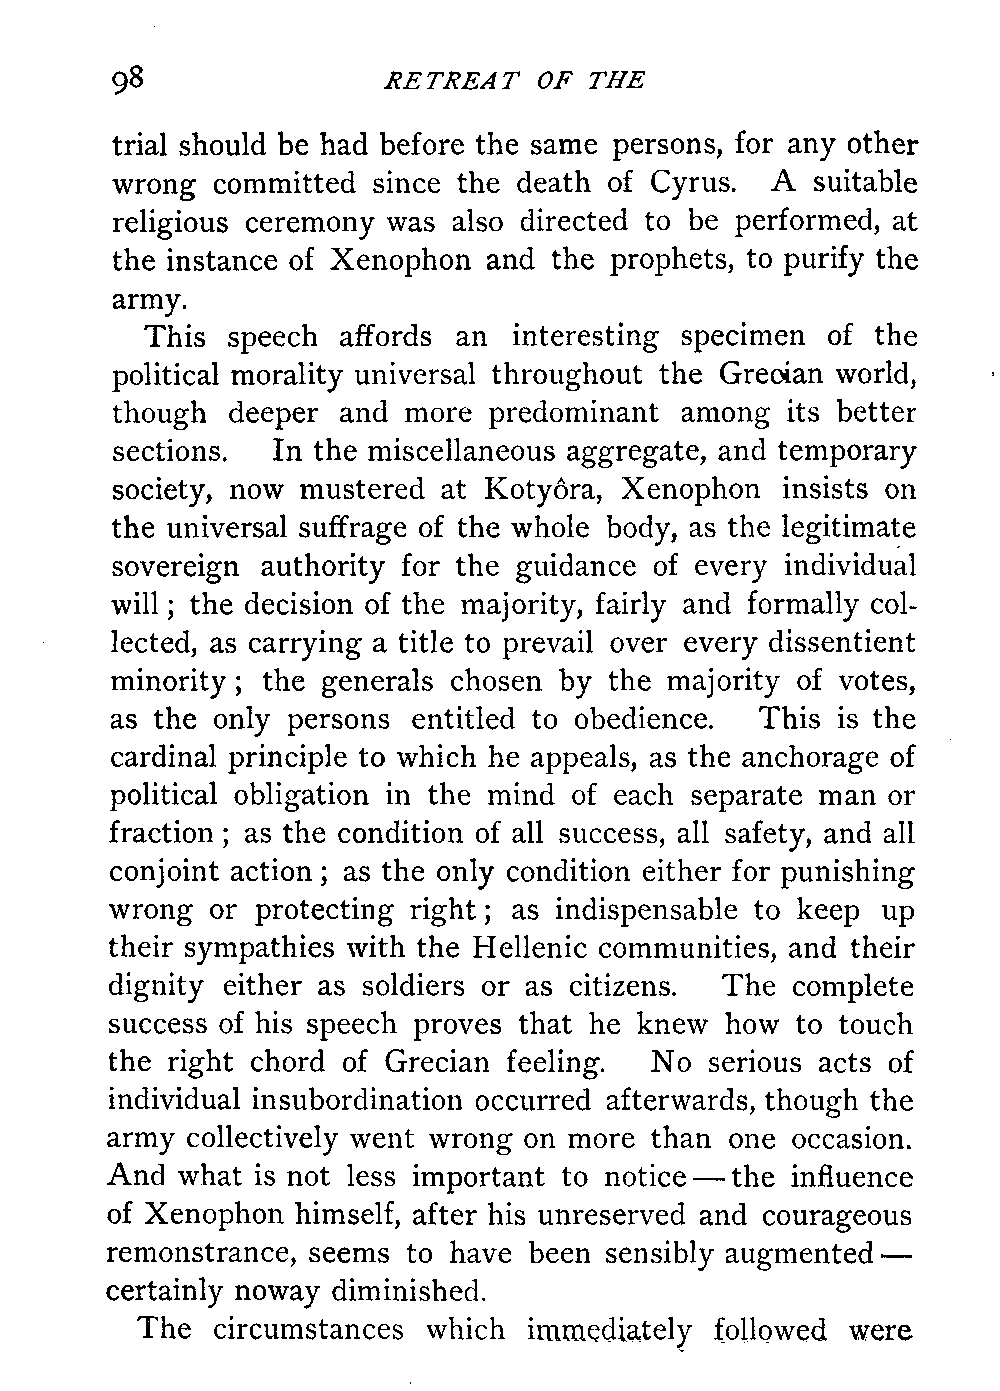 98 RETREAT OF THE
trial should be had before the same persons, for any other
wrong committed since the death of Cyrus. A suitable
religious ceremony was also directed to be performed, at
the instance of Xenophon and the prophets, to purify the
army.
This speech affords an interesting specimen of the
political morality universal throughout the Grecian world,
though deeper and more predominant among its better
sections. In the miscellaneous aggregate, and temporary
society, now mustered at Kotyôra, Xenophon insists on
the universal suffrage of the whole body, as the legitimate
sovereign authority for the guidance of every individual
will ; the decision of the majority, fairly and formally col-
lected, as carrying a title to prevail over every dissentient
minority ; the generals chosen by the majority of votes,
as the only persons entitled to obedience. This is the
cardinal principle to which he appeals, as the anchorage of
political obligation in the mind of each separate man or
fraction ; as the condition of all success, all safety, and all
conjoint action ; as the only condition either for punishing
wrong or protecting right ; as indispensable to keep up
their sympathies with the Hellenic communities, and their
dignity either as soldiers or as citizens. The complete
success of his speech proves that he knew how to touch
the right chord of Grecian feeling. No serious acts of
individual insubordination occurred afterwards, though the
army collectively went wrong on more than one occasion.
And what is not less important to notice — the influence
of Xenophon himself, after his unreserved and courageous
remonstrance, seems to have been sensibly augmented —
certainly noway diminished.
The circumstances which immediately followed were